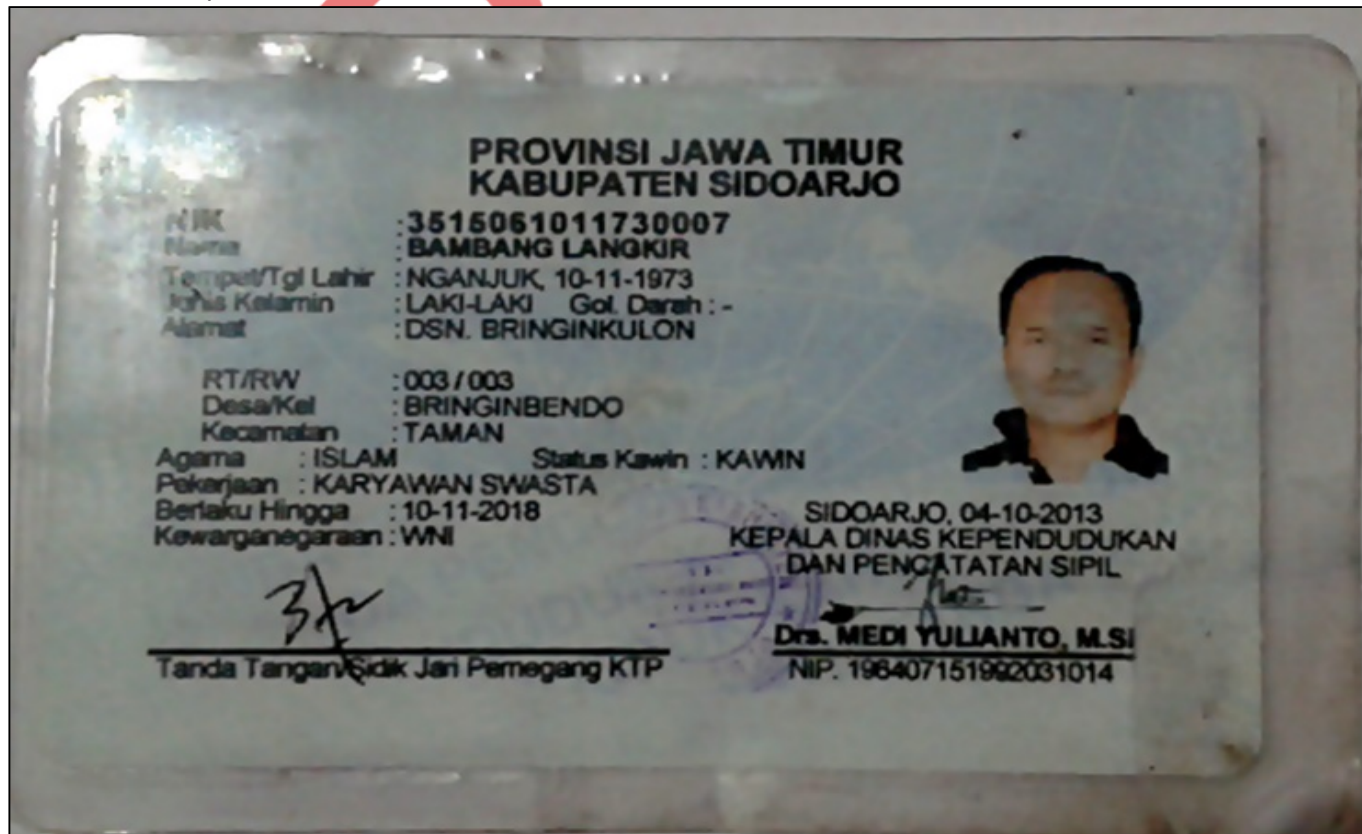 PROVINSI JAWA TIMUR
KABUPATEN SIDOARJO
NIK : 3515061011730007
Nama : BAMBANG LANGKIR
Tempat/Tgl Lahir : NGANJUK, 10-11-1973
Jenis Kelamin : LAKI-LAKI Gol. Darah : -
Alamat : DSN. BRINGINKULON
RT/RW : 003 / 003
Desa/Kel : BRINGINBENDO
Kecamatan : TAMAN
Agama : ISLAM Status Kawin : KAWIN
Pekerjaan : KARYAWAN SWASTA
Berlaku Hingga : 10-11-2018
Kewarganegaraan : WNI
SIDOARJO, 04-10-2013
KEPALA DINAS KEPENDUDUKAN
DAN PENCATATAN SIPIL
Drs. MEDI YULIANTO, M.Si
NIP. 196407151992031014
Tanda Tangan/Sidik Jari Pemegang KTP